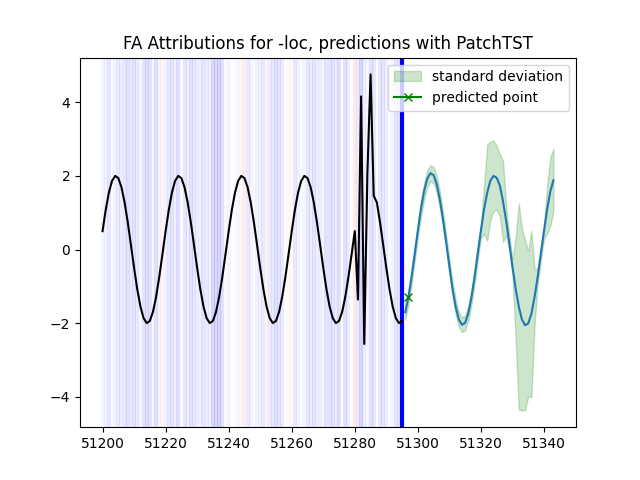 FA Attributions for -loc, predictions with PatchTST
standard deviation
predicted point
4
2
0
−2
−4
51200 51220 51240 51260 51280 51300 51320 51340